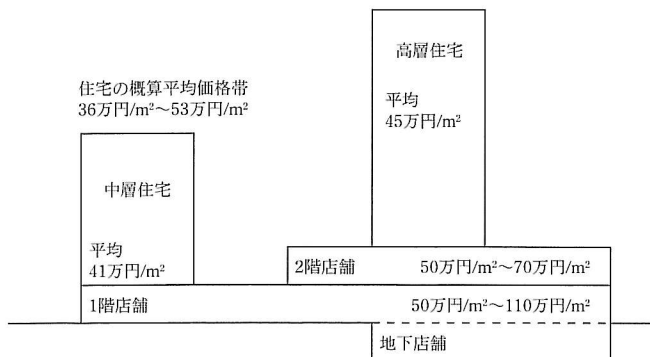 高層住宅
平均
45万円/m²
住宅の概算平均価格帯
36万円/m²～53万円/m²
中層住宅
平均
41万円/m²
2階店舗 50万円/m²～70万円/m²
1階店舗 50万円/m²～110万円/m²
地下店舗